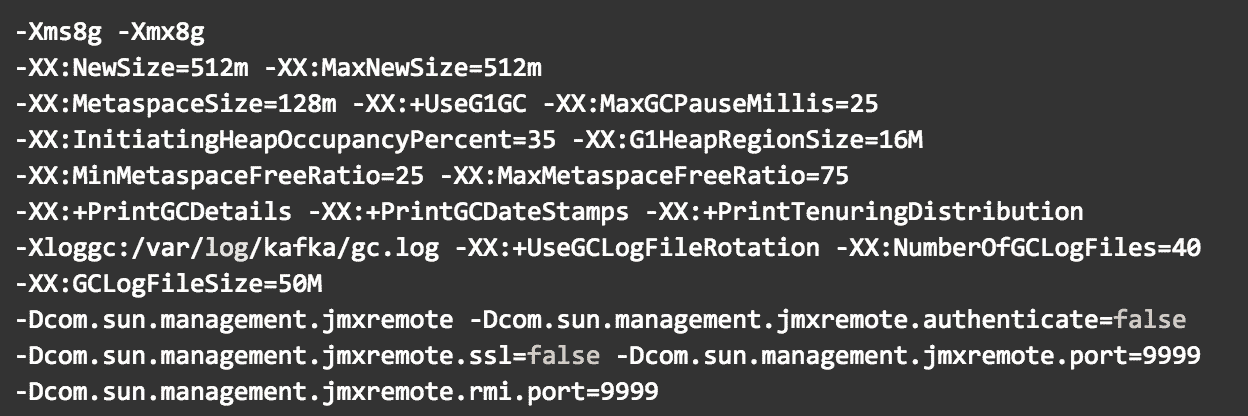 -Xms8g -Xmx8g
-XX:NewSize=512m -XX:MaxNewSize=512m
-XX:MetaspaceSize=128m -XX:+UseG1GC -XX:MaxGCPauseMillis=25
-XX:InitiatingHeapOccupancyPercent=35 -XX:G1HeapRegionSize=16M
-XX:MinMetaspaceFreeRatio=25 -XX:MaxMetaspaceFreeRatio=75
-XX:+PrintGCDetails -XX:+PrintGCDateStamps -XX:+PrintTenuringDistribution
-Xloggc:/var/log/kafka/gc.log -XX:+UseGCLogFileRotation -XX:NumberOfGCLogFiles=40
-XX:GCLogFileSize=50M
-Dcom.sun.management.jmxremote -Dcom.sun.management.jmxremote.authenticate=false
-Dcom.sun.management.jmxremote.ssl=false -Dcom.sun.management.jmxremote.port=9999
-Dcom.sun.management.jmxremote.rmi.port=9999